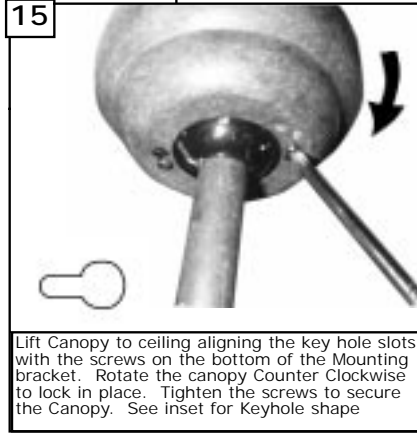 15
Lift Canopy to ceiling aligning the key hole slots
with the screws on the bottom of the Mounting
bracket. Rotate the canopy Counter Clockwise
to lock in place. Tighten the screws to secure
the Canopy. See inset for Keyhole shape